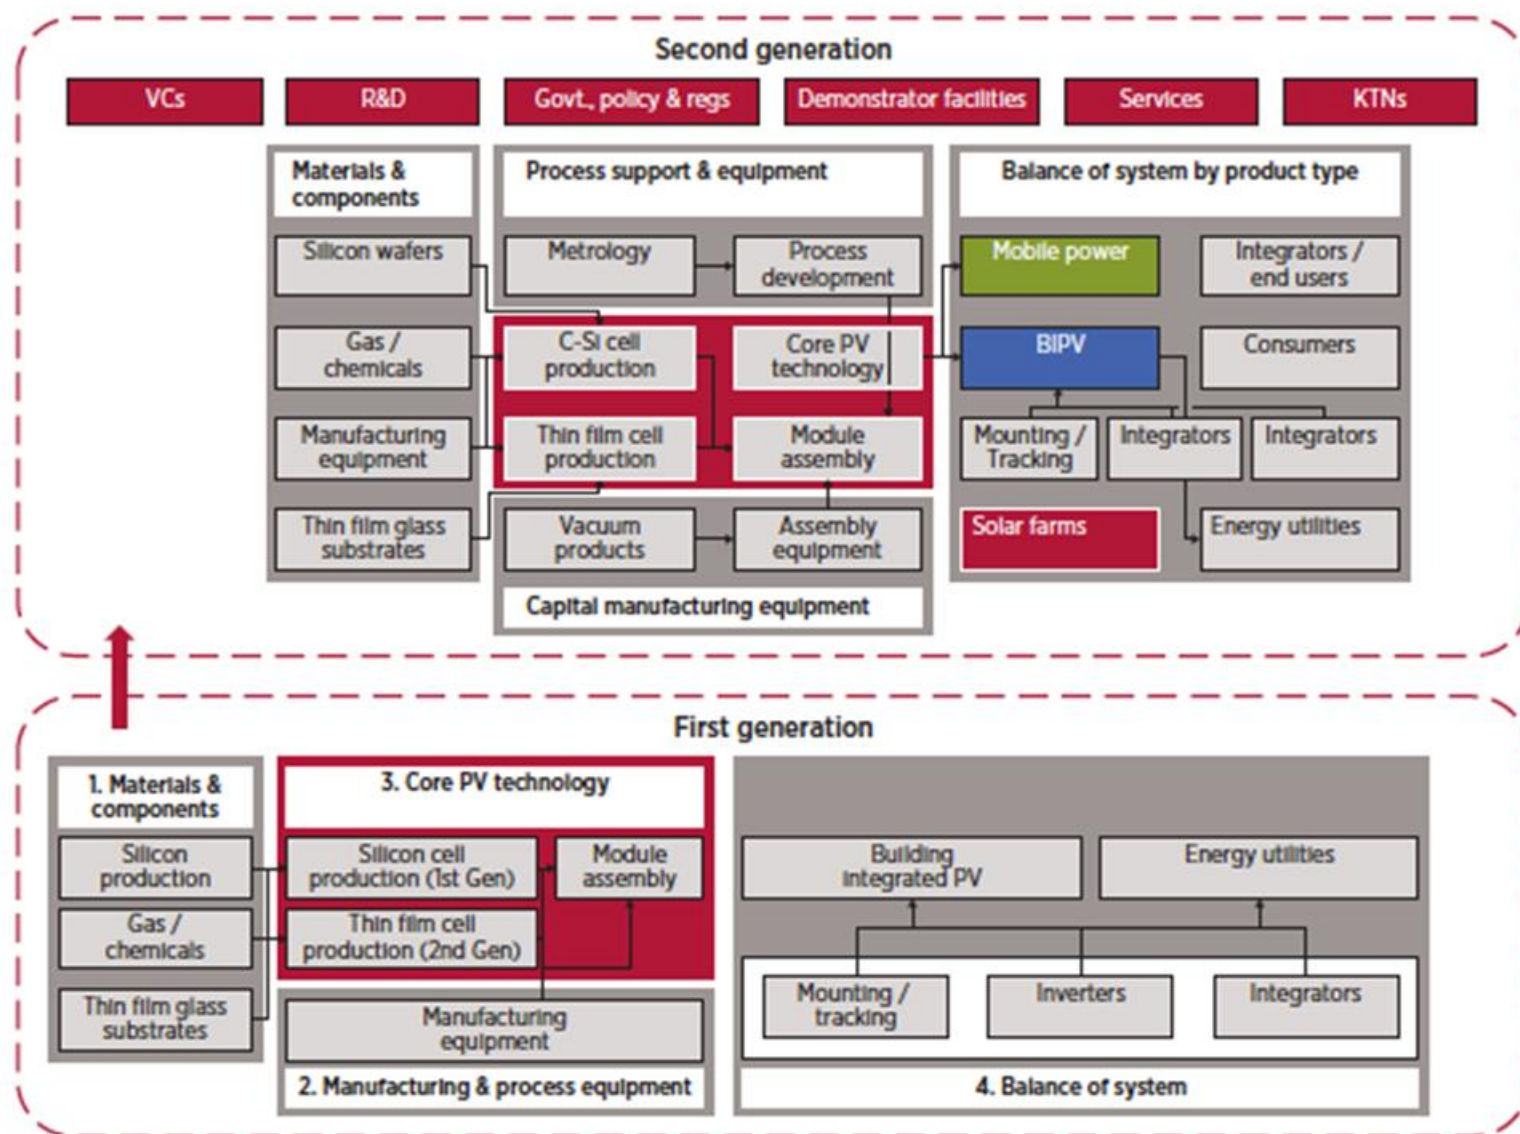 Second generation
VCs
R&D
Govt., policy & regs
Demonstrator facilities
Services
KTNs
Materials &
components
Process support & equipment
Balance of system by product type
Silicon wafers
Metrology
Process
development
Mobile power
Integrators /
end users
Gas /
chemicals
C-Si cell
production
Core PV
technology
BIPV
Consumers
Manufacturing
equipment
Thin film cell
production
Module
assembly
Mounting /
Tracking
Integrators
Integrators
Thin film glass
substrates
Vacuum
products
Assembly
equipment
Solar farms
Energy utilities
Capital manufacturing equipment
First generation
1. Materials &
components
3. Core PV technology
Silicon
production
Silicon cell
production (1st Gen)
Module
assembly
Building
integrated PV
Energy utilities
Gas /
chemicals
Thin film cell
production (2nd Gen)
Thin film glass
substrates
Manufacturing
equipment
Mounting /
tracking
Inverters
Integrators
2. Manufacturing & process equipment
4. Balance of system